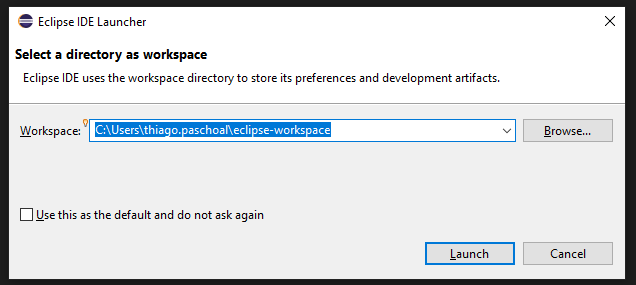 Eclipse IDE Launcher
Select a directory as workspace
Eclipse IDE uses the workspace directory to store its preferences and development artifacts.
Workspace: C:\Users\thiago.paschoal\eclipse-workspace Browse...
Use this as the default and do not ask again
Launch Cancel